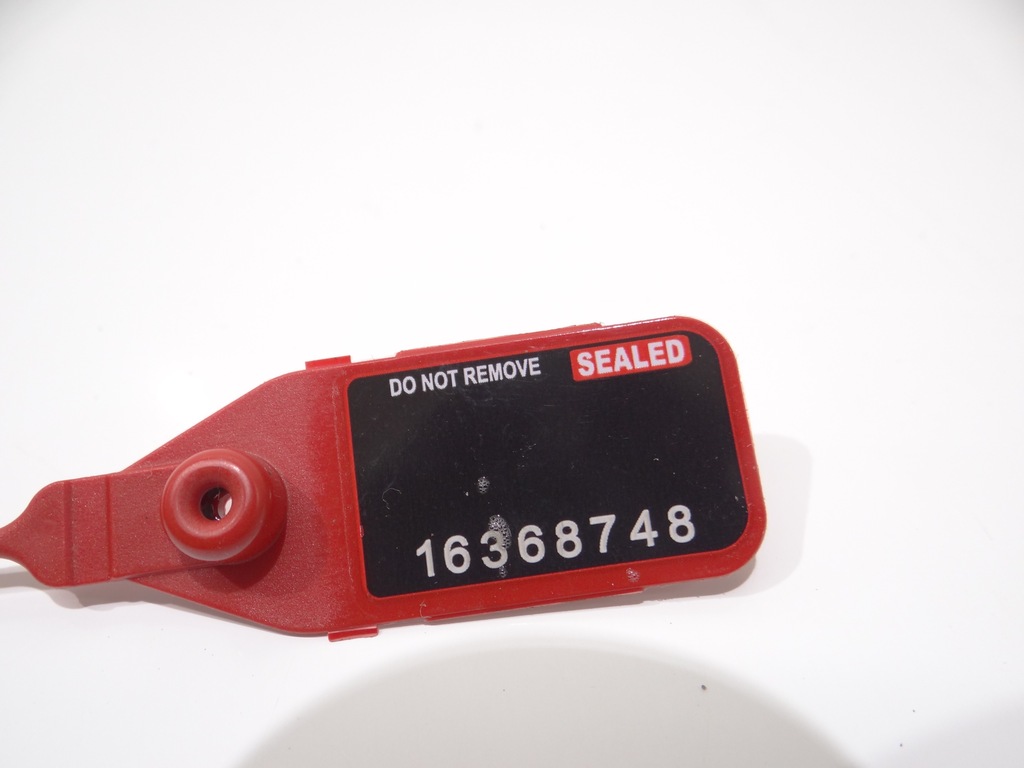 DO NOT REMOVE SEALED
16368748